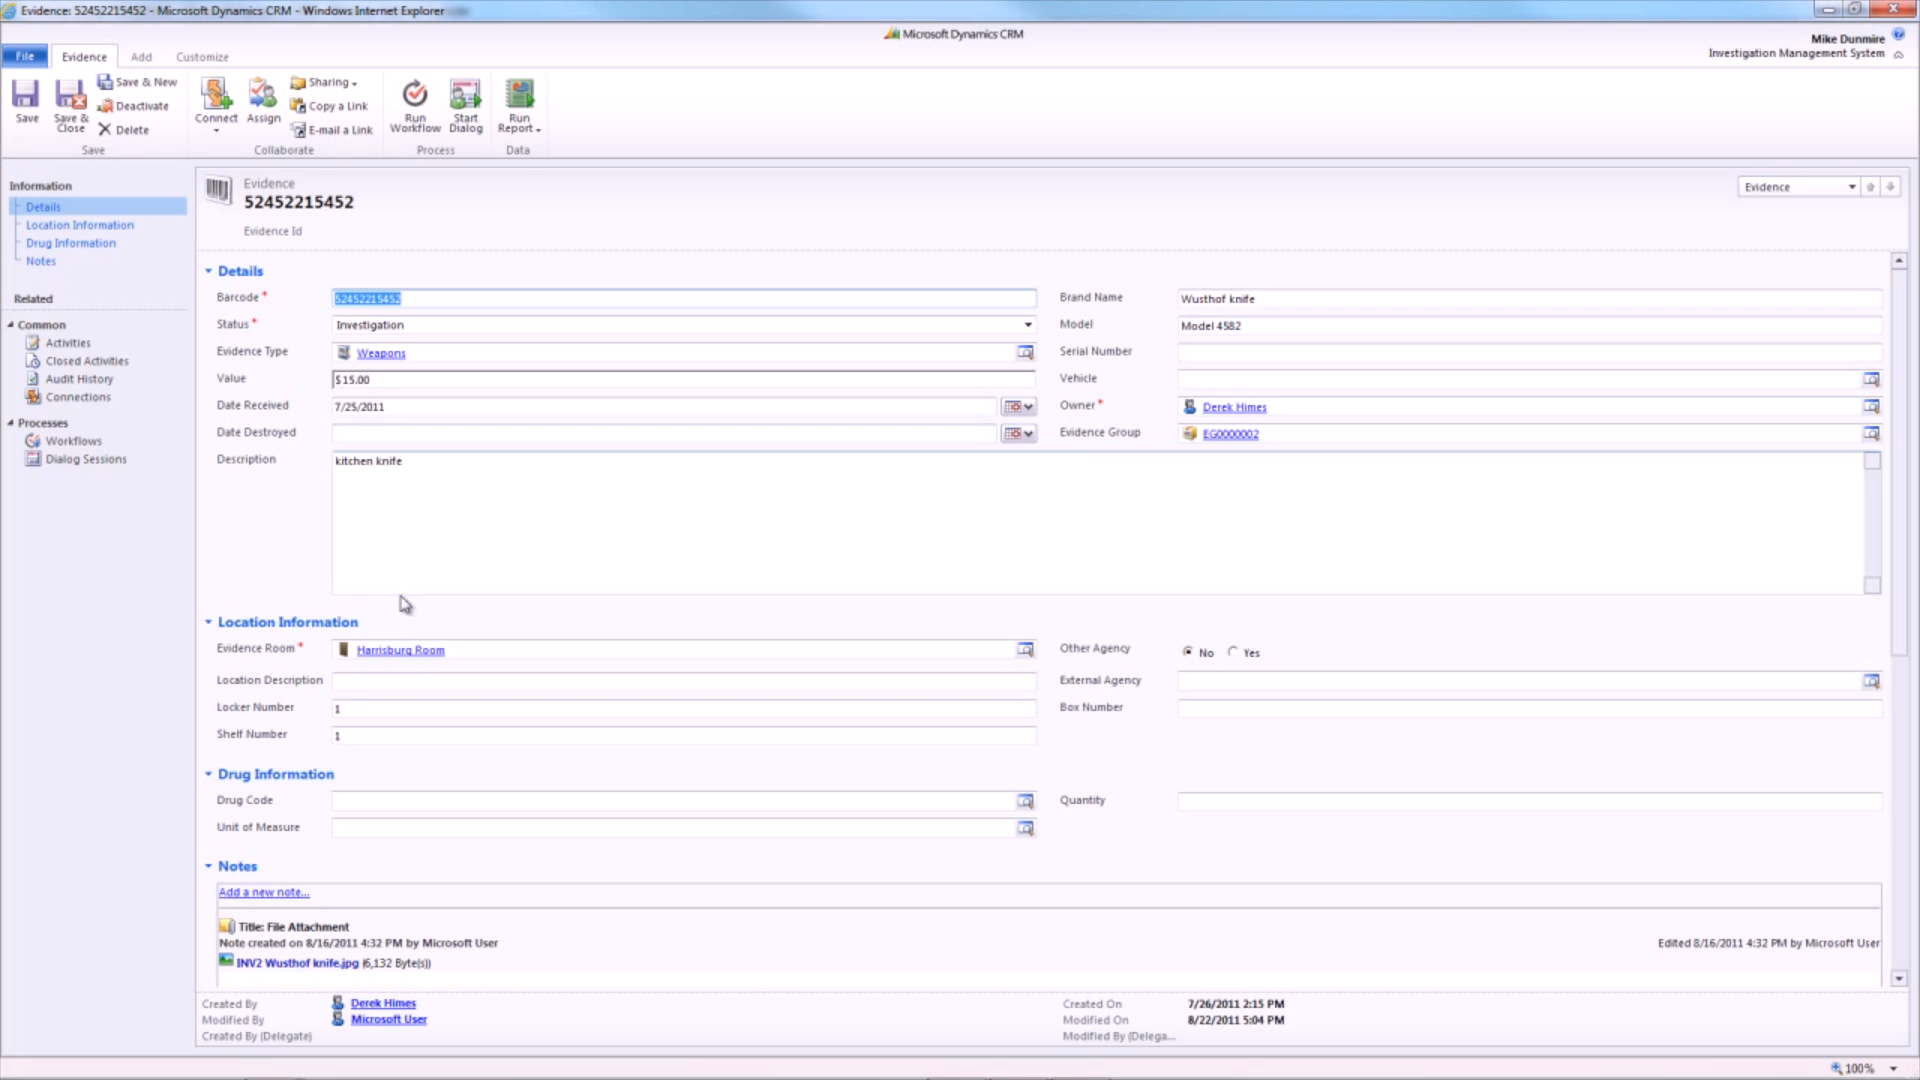 Evidence: 52452215452 - Microsoft Dynamics CRM - Windows Internet Explorer
Microsoft Dynamics CRM
Mike Dunmire
Investigation Management System
File Evidence Add Customize
Save
Save & Close
Save & New
Deactivate
Delete
Save
Connect
Assign
Sharing
Copy a Link
E-mail a Link
Collaborate
Run Workflow
Start Dialog
Process
Run Report
Data
Information
Details
Location Information
Drug Information
Notes
Related
Common
Activities
Closed Activities
Audit History
Connections
Processes
Workflows
Dialog Sessions
Evidence
52452215452
Evidence Id
Evidence
Details
Barcode * 52452215452
Brand Name Wusthof knife
Status * Investigation
Model Model 4582
Evidence Type Weapons
Serial Number
Value $15.00
Vehicle
Date Received 7/25/2011
Owner * Derek Himes
Date Destroyed
Evidence Group EG0000002
Description kitchen knife
Location Information
Evidence Room * Harrisburg Room
Other Agency No Yes
Location Description
External Agency
Locker Number 1
Box Number
Shelf Number 1
Drug Information
Drug Code
Quantity
Unit of Measure
Notes
Add a new note...
Title: File Attachment
Note created on 8/16/2011 4:32 PM by Microsoft User
Edited 8/16/2011 4:32 PM by Microsoft User
INV2 Wusthof knife.jpg (6,132 Byte(s))
Created By Derek Himes
Created On 7/26/2011 2:15 PM
Modified By Microsoft User
Modified On 8/22/2011 5:04 PM
Created By (Delegate)
Modified By (Delega...
100%